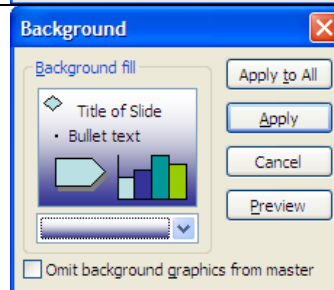 Background
Background fill
Title of Slide
• Bullet text
Apply to All
Apply
Cancel
Preview
Omit background graphics from master